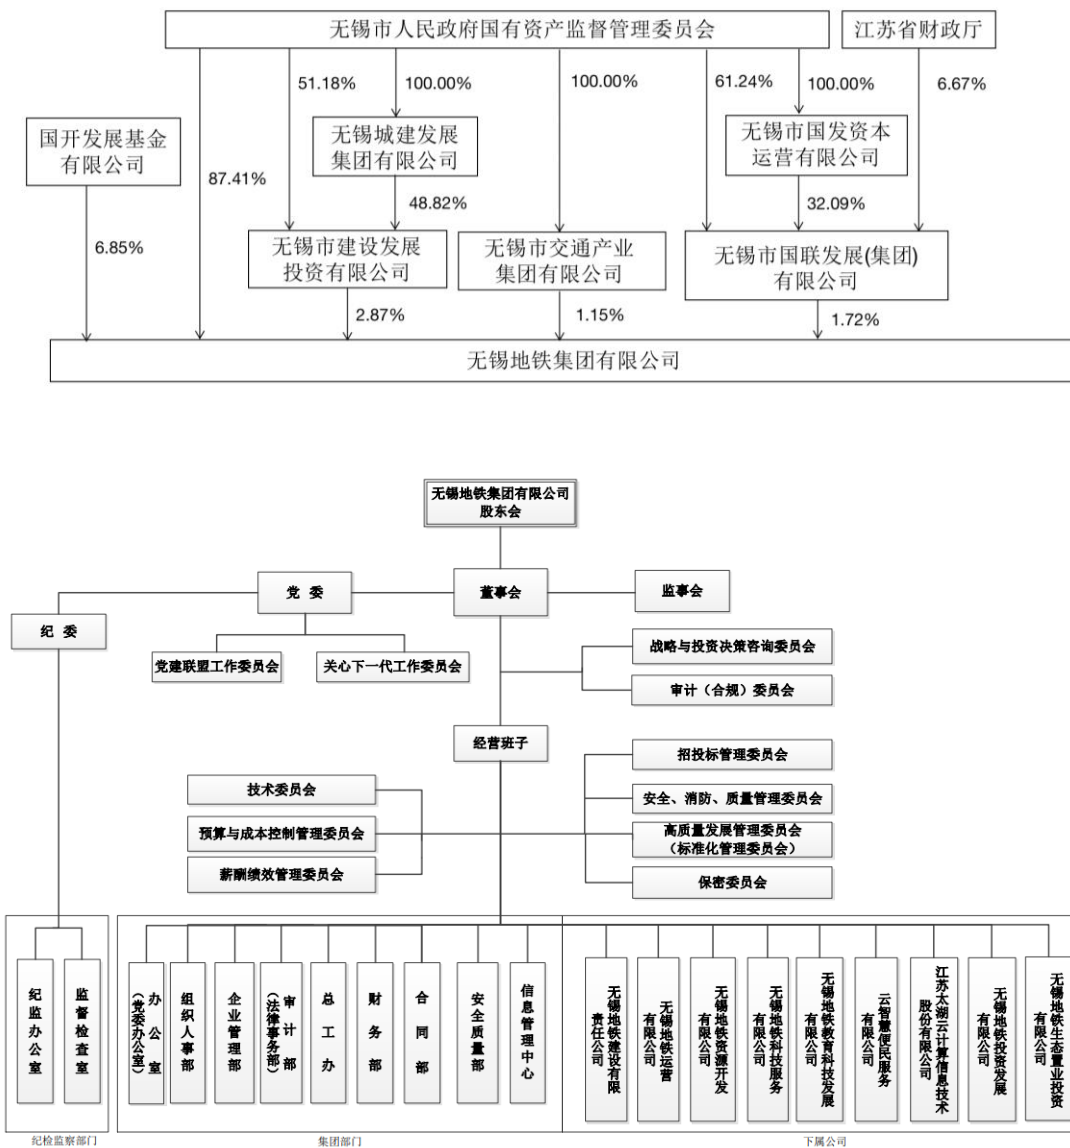 无锡市人民政府国有资产监督管理委员会
江苏省财政厅
51.18%
100.00%
100.00%
61.24%
100.00%
6.67%
国开发展基金
有限公司
无锡城建发展
集团有限公司
无锡市国发资本
运营有限公司
87.41%
48.82%
32.09%
6.85%
无锡市建设发展
投资有限公司
无锡市交通产业
集团有限公司
无锡市国联发展(集团)
有限公司
2.87%
1.15%
1.72%
无锡地铁集团有限公司
无锡地铁集团有限公司
股东会
党 委
董事会
监事会
纪 委
党建联盟工作委员会
关心下一代工作委员会
战略与投资决策咨询委员会
审计（合规）委员会
经营班子
招投标管理委员会
技术委员会
安全、消防、质量管理委员会
预算与成本控制管理委员会
高质量发展管理委员会
（标准化管理委员会）
薪酬绩效管理委员会
保密委员会
纪监办公室
监督检查室
办公室
（党委办公室）
组织人事部
企业管理部
审计部
（法律事务部）
总工办
财务部
合同部
安全质量部
信息管理中心
无锡地铁建设有限
责任公司
无锡地铁运营
有限公司
无锡地铁资源开发
有限公司
无锡地铁科技服务
有限公司
无锡地铁教育科技发展
有限公司
云智慧便民服务
有限公司
江苏太湖云计算信息技术
股份有限公司
无锡地铁投资发展
有限公司
无锡地铁生态置业投资
有限公司
纪检监察部门
集团部门
下属公司